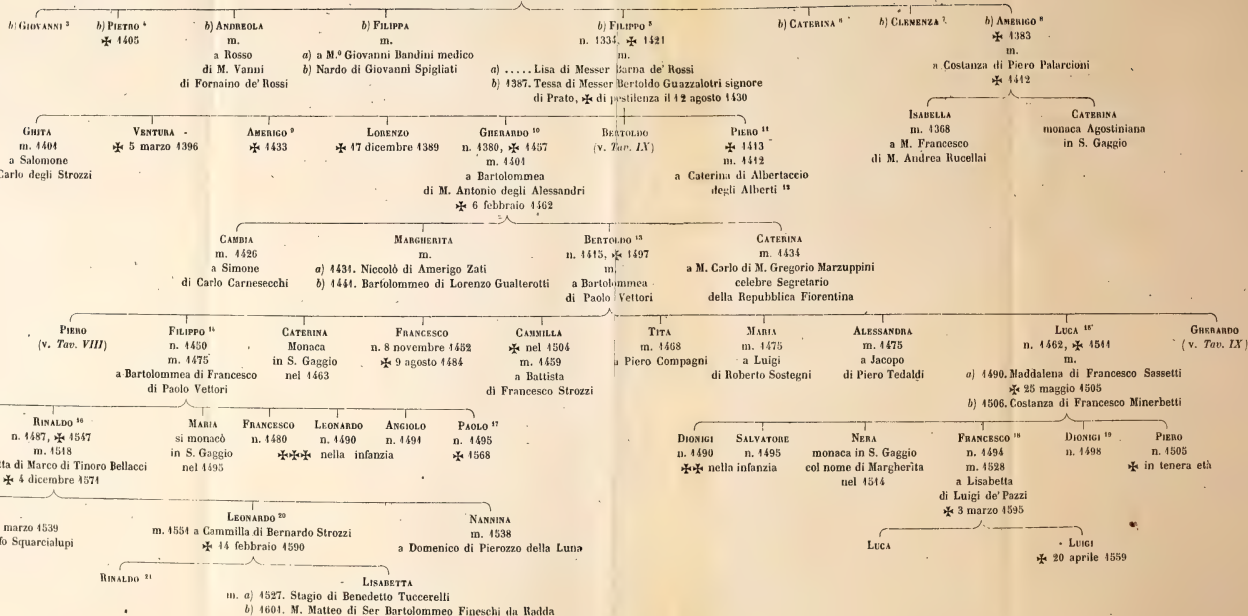 b) GIOVANNI ³
b) PIETRO ⁴
✠ 1405
b) ANDREOLA
m.
a Rosso
di M. Vanni
di Fornaino de' Rossi
b) FILIPPA
m.
a) a M.º Giovanni Bandini medico
b) Nardo di Giovanni Spigliati
b) FILIPPO ⁵
n. 1334, ✠ 1421
m.
a) ..... Lisa di Messer Barna de' Rossi
b) 1387. Tessa di Messer Bertoldo Guazzalotri signore
di Prato, ✠ di pestilenza il 12 agosto 1430
b) CATERINA ⁶
b) CLEMENZA ⁷
b) AMERIGO ⁸
✠ 1383
m.
a Costanza di Piero Palarcioni
✠ 1412
GHITA
m. 1401
a Salomone
Carlo degli Strozzi
VENTURA
✠ 5 marzo 1396
AMERIGO ⁹
✠ 1433
LORENZO
✠ 17 dicembre 1389
GHERARDO ¹⁰
n. 1380, ✠ 1457
m. 1401
a Bartolommea
di M. Antonio degli Alessandri
✠ 6 febbraio 1462
BERTOLDO
(v. Tav. IX)
PIERO ¹¹
✠ 1413
m. 1412
a Caterina di Albertaccio
degli Alberti ¹²
ISABELLA
m. 1368
a M. Francesco
di M. Andrea Rucellai
CATERINA
monaca Agostiniana
in S. Gaggio
CAMBIA
m. 1426
a Simone
di Carlo Carnesecchi
MARGHERITA
m.
a) 1431. Niccolò di Amerigo Zati
b) 1441. Bartolommeo di Lorenzo Gualterotti
BERTOLDO ¹³
n. 1415, ✠ 1497
m.
a Bartolommea
di Paolo Vettori
CATERINA
m. 1434
a M. Carlo di M. Gregorio Marzuppini
celebre Segretario
della Repubblica Fiorentina
PIERO
(v. Tav. VIII)
FILIPPO ¹⁴
n. 1450
m. 1475
a Bartolommea di Francesco
di Paolo Vettori
CATERINA
Monaca
in S. Gaggio
nel 1463
FRANCESCO
n. 8 novembre 1452
✠ 9 agosto 1484
CAMMILLA
✠ nel 1504
m. 1459
a Battista
di Francesco Strozzi
TITA
m. 1468
a Piero Compagni
MARIA
m. 1475
a Luigi
di Roberto Sostegni
ALESSANDRA
m. 1475
a Jacopo
di Piero Tedaldi
LUCA ¹⁵
n. 1462, ✠ 1511
m.
a) 1490. Maddalena di Francesco Sassetti
✠ 25 maggio 1505
b) 1506. Costanza di Francesco Minerbetti
GHERARDO
(v. Tav. IX)
RINALDO ¹⁶
n. 1487, ✠ 1547
m. 1518
ta di Marco di Tinoro Bellacci
✠ 4 dicembre 1571
MARIA
si monacò
in S. Gaggio
nel 1495
FRANCESCO
n. 1480
LEONARDO
n. 1490
ANGIOLO
n. 1491
✠✠✠ nella infanzia
PAOLO ¹⁷
n. 1495
✠ 1568
DIONIGI
n. 1490
SALVATORE
n. 1495
✠✠ nella infanzia
NERA
monaca in S. Gaggio
col nome di Margherita
nel 1514
FRANCESCO ¹⁸
n. 1494
m. 1528
a Lisabetta
di Luigi de' Pazzi
✠ 3 marzo 1595
DIONIGI ¹⁹
n. 1498
PIERO
n. 1505
✠ in tenera età
marzo 1539
fo Squarcialupi
LEONARDO ²⁰
m. 1551 a Cammilla di Bernardo Strozzi
✠ 14 febbraio 1590
NANNINA
m. 1538
a Domenico di Pierozzo della Luna
LUCA
LUIGI
✠ 20 aprile 1559
RINALDO ²¹
LISABETTA
m. a) 1527. Stagio di Benedetto Tuccerelli
b) 1601. M. Matteo di Ser Bartolommeo Fineschi da Radda